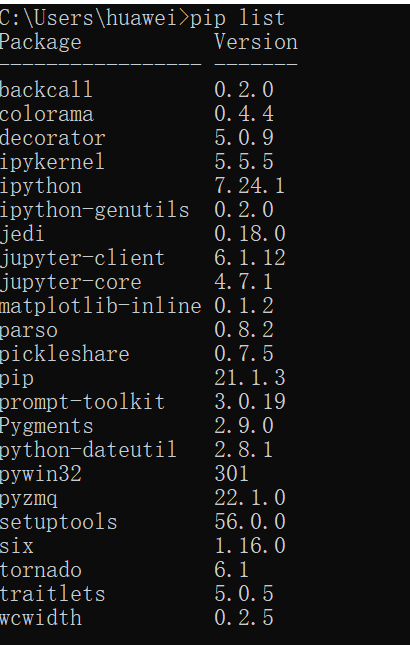 C:\Users\huawei>pip list
Package           Version
----------------- -------
backcall          0.2.0
colorama          0.4.4
decorator         5.0.9
ipykernel         5.5.5
ipython           7.24.1
ipython-genutils  0.2.0
jedi              0.18.0
jupyter-client    6.1.12
jupyter-core      4.7.1
matplotlib-inline 0.1.2
parso             0.8.2
pickleshare       0.7.5
pip               21.1.3
prompt-toolkit    3.0.19
Pygments          2.9.0
python-dateutil   2.8.1
pywin32           301
pyzmq             22.1.0
setuptools        56.0.0
six               1.16.0
tornado           6.1
traitlets         5.0.5
wcwidth           0.2.5